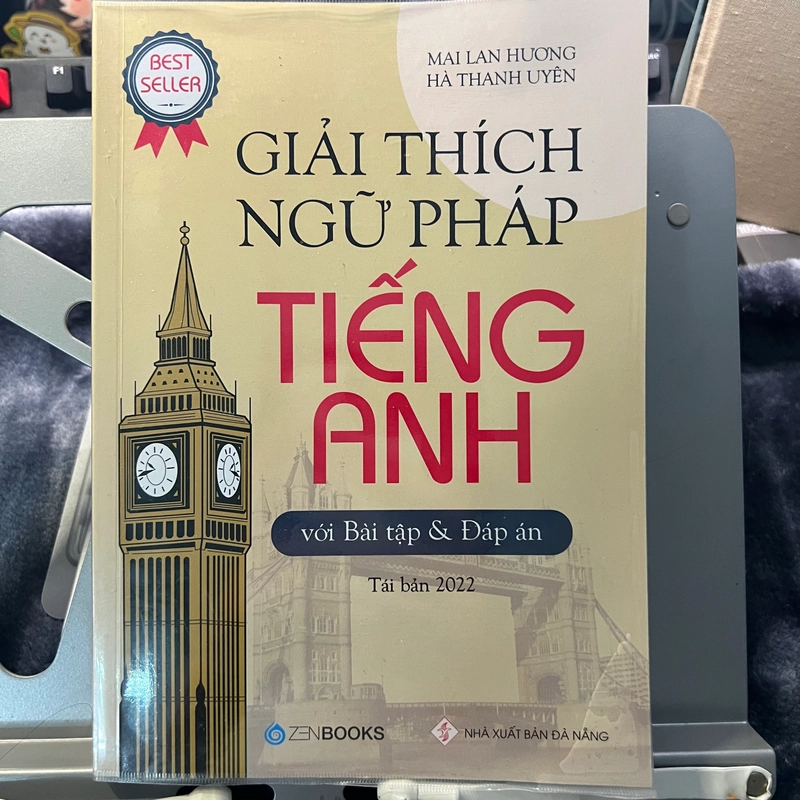 BEST
SELLER
MAI LAN HƯƠNG
HÀ THANH UYÊN
GIẢI THÍCH
NGỮ PHÁP
TIẾNG
ANH
với Bài tập & Đáp án
Tái bản 2022
ZENBOOKS
NHÀ XUẤT BẢN ĐÀ NẴNG
F1